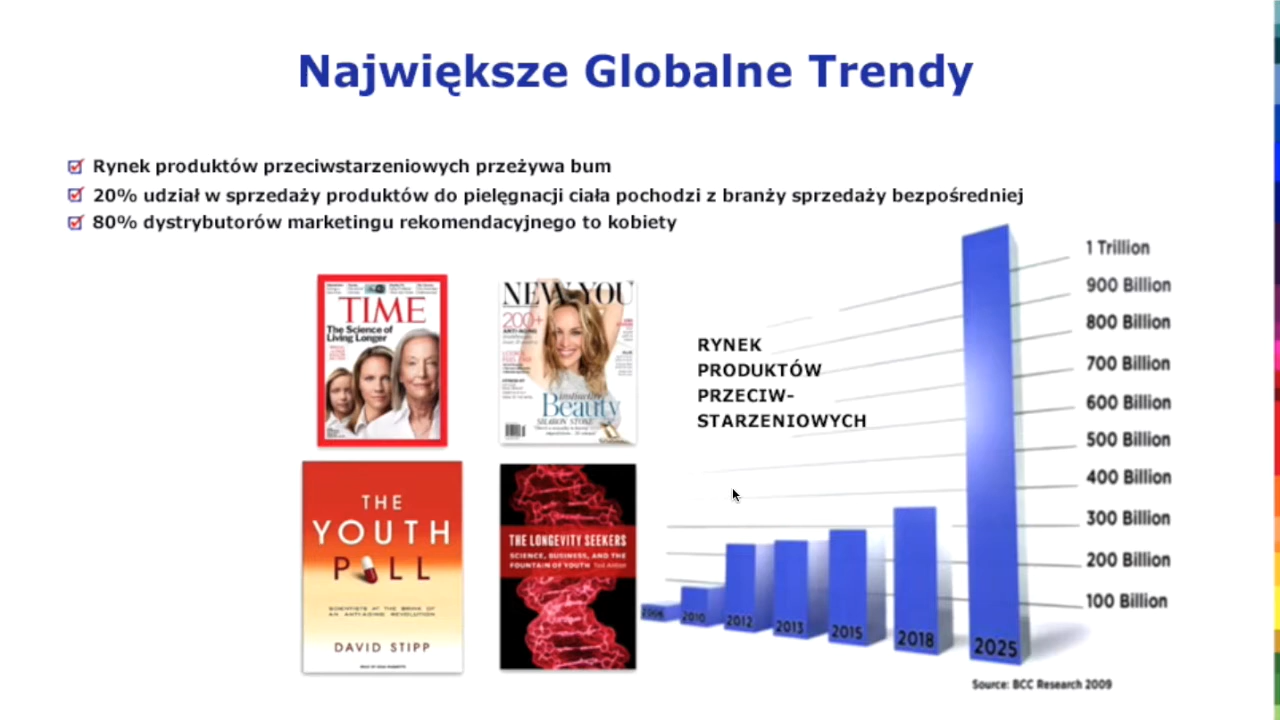 Największe Globalne Trendy
Rynek produktów przeciwstarzeniowych przeżywa bum
20% udział w sprzedaży produktów do pielęgnacji ciała pochodzi z branży sprzedaży bezpośredniej
80% dystrybutorów marketingu rekomendacyjnego to kobiety
TIME
The Science of
Living Longer
NEW YOU
200+
ANTI-AGING
Beauty
SHARON STONE
THE
YOUTH
PILL
SCIENTISTS AT THE BRINK OF
AN ANTI-AGING REVOLUTION
DAVID STIPP
THE LONGEVITY SEEKERS
SCIENCE, BUSINESS, AND THE
FOUNTAIN OF YOUTH Ted Anton
RYNEK
PRODUKTÓW
PRZECIW-
STARZENIOWYCH
1 Trillion
900 Billion
800 Billion
700 Billion
600 Billion
500 Billion
400 Billion
300 Billion
200 Billion
100 Billion
2010
2012
2013
2015
2018
2025
Source: BCC Research 2009